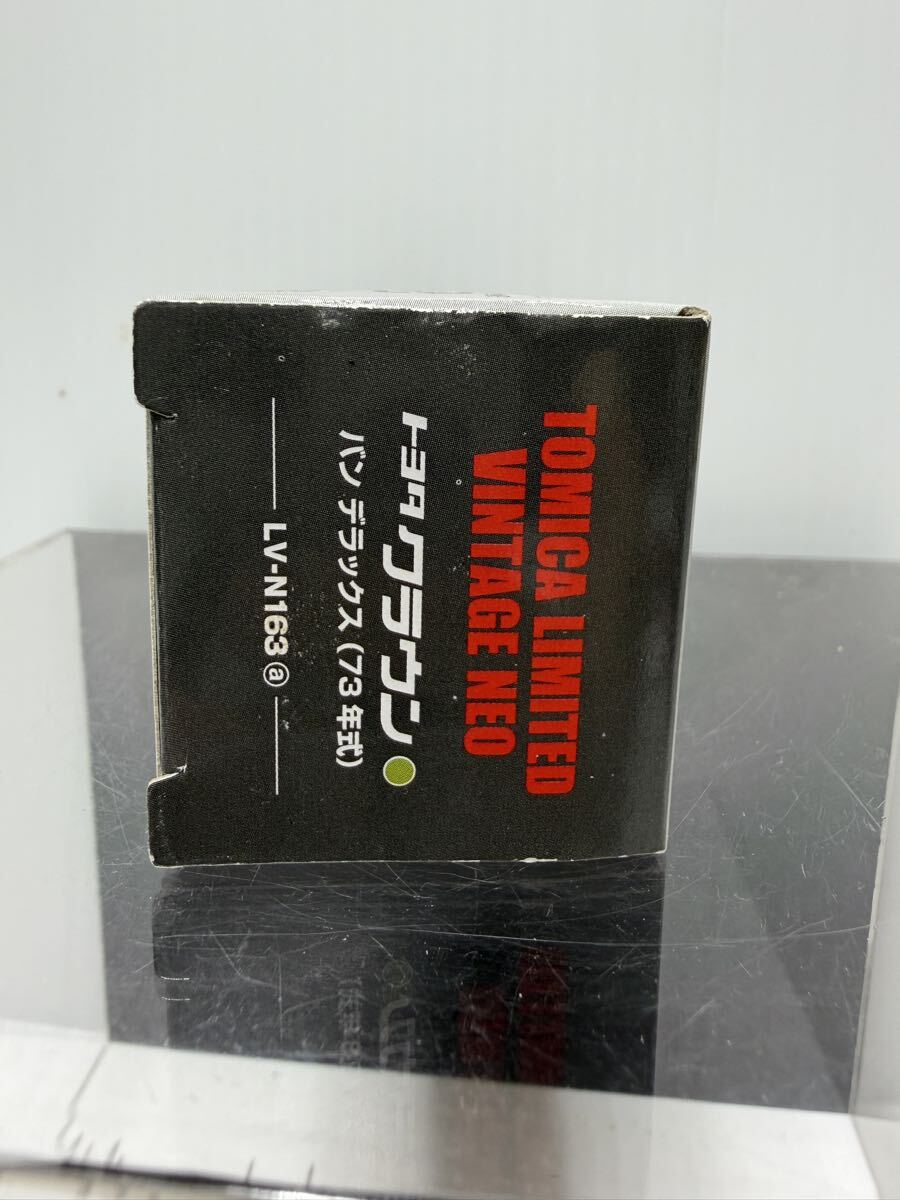 TOMICA LIMITED
VINTAGE NEO
トヨタ クラウン
バン デラックス (73年式)
LV-N163 ⓐ